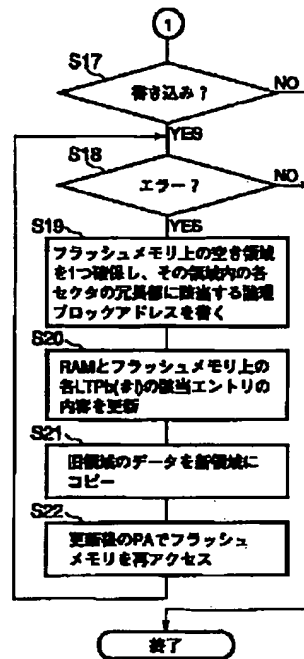 1
S17
書き込み?
NO
YES
S18
エラー?
NO
YES
S19
フラッシュメモリ上の空き領域
を1つ確保し、その領域内の各
セクタの冗長部に該当する論理
ブロックアドレスを書く
S20
RAMとフラッシュメモリ上の
各LTPb(#i)の該当エントリの
内容を更新
S21
旧領域のデータを新領域に
コピー
S22
更新後のPAでフラッシュ
メモリを再アクセス
終了